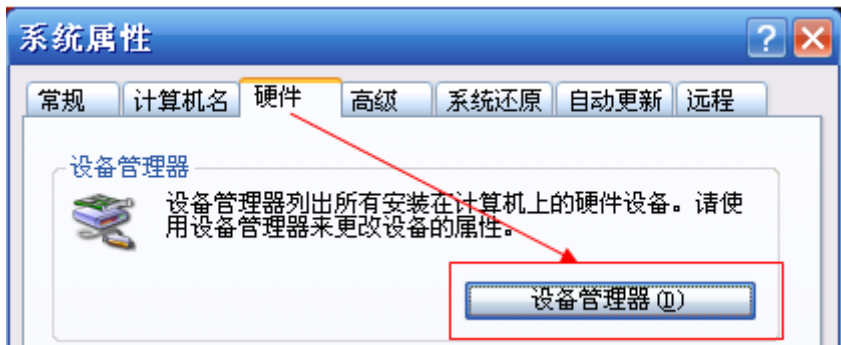 系统属性
常规 计算机名 硬件 高级 系统还原 自动更新 远程
设备管理器
设备管理器列出所有安装在计算机上的硬件设备。请使
用设备管理器来更改设备的属性。
设备管理器(D)